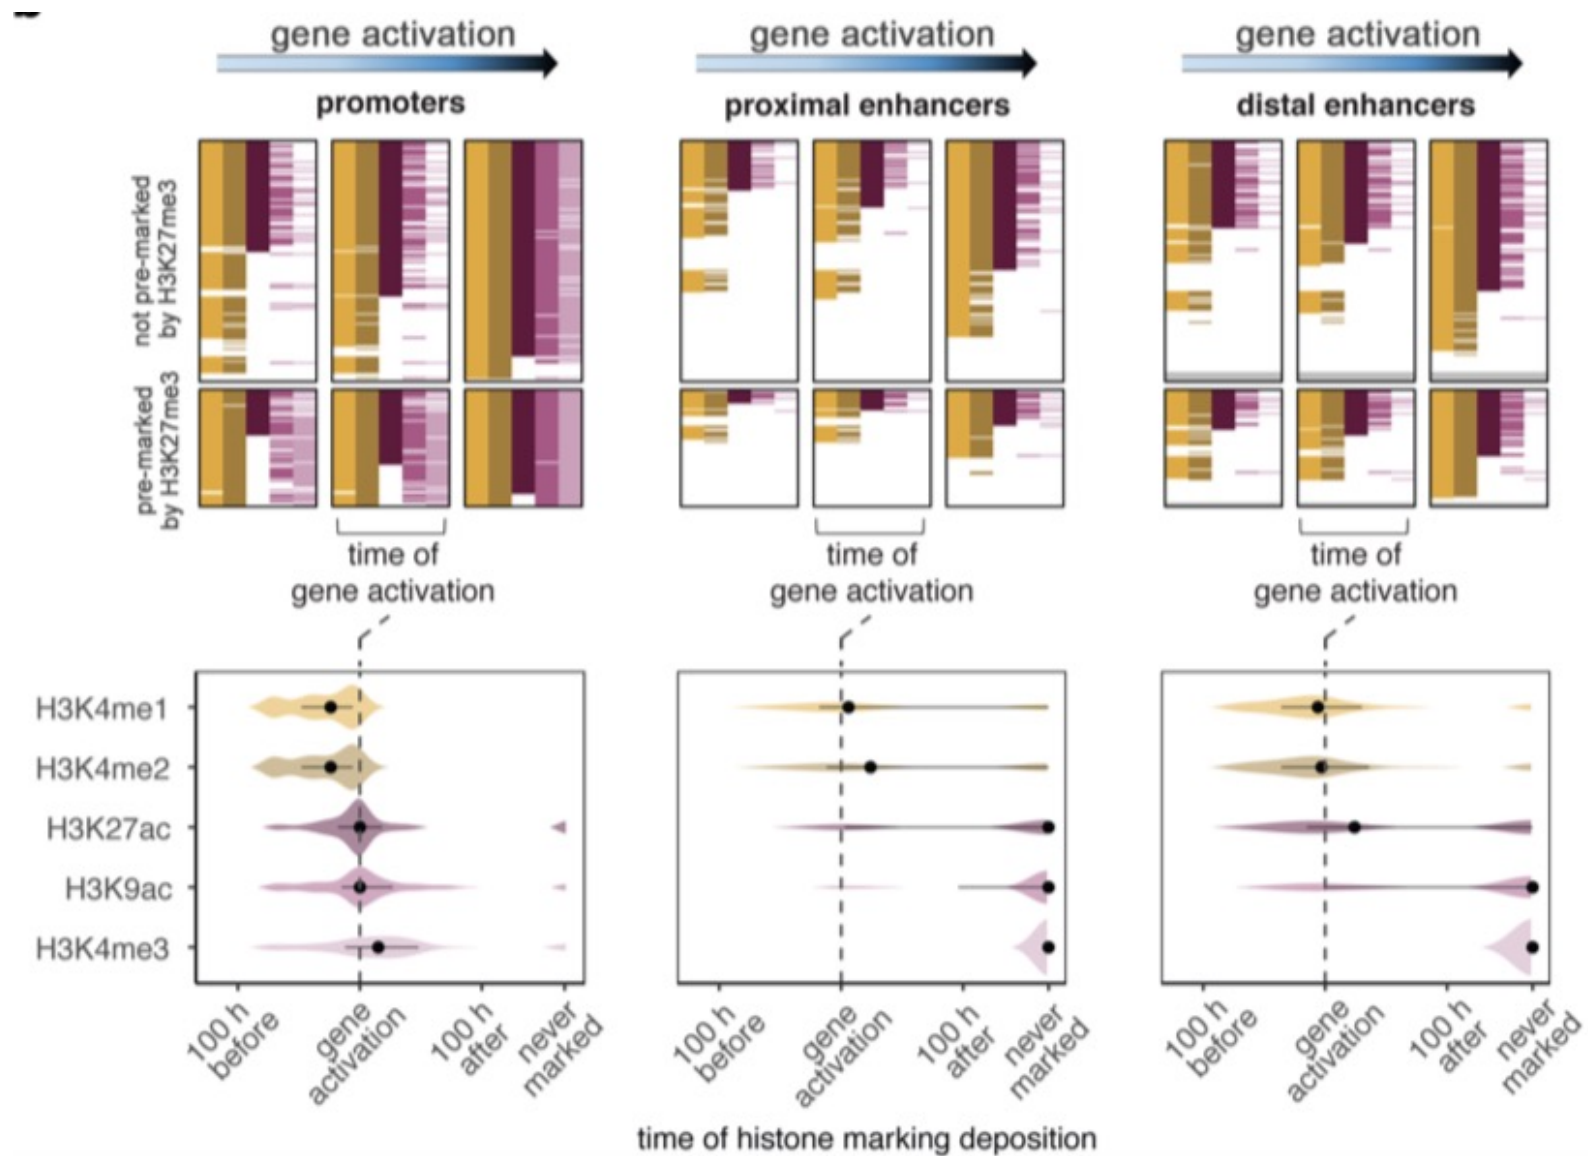 gene activation
gene activation
gene activation
promoters
proximal enhancers
distal enhancers
not pre-marked
by H3K27me3
pre-marked
by H3K27me3
time of
gene activation
time of
gene activation
time of
gene activation
H3K4me1
H3K4me2
H3K27ac
H3K9ac
H3K4me3
100 h
before
gene
activation
100 h
after
never
marked
100 h
before
gene
activation
100 h
after
never
marked
100 h
before
gene
activation
100 h
after
never
marked
time of histone marking deposition